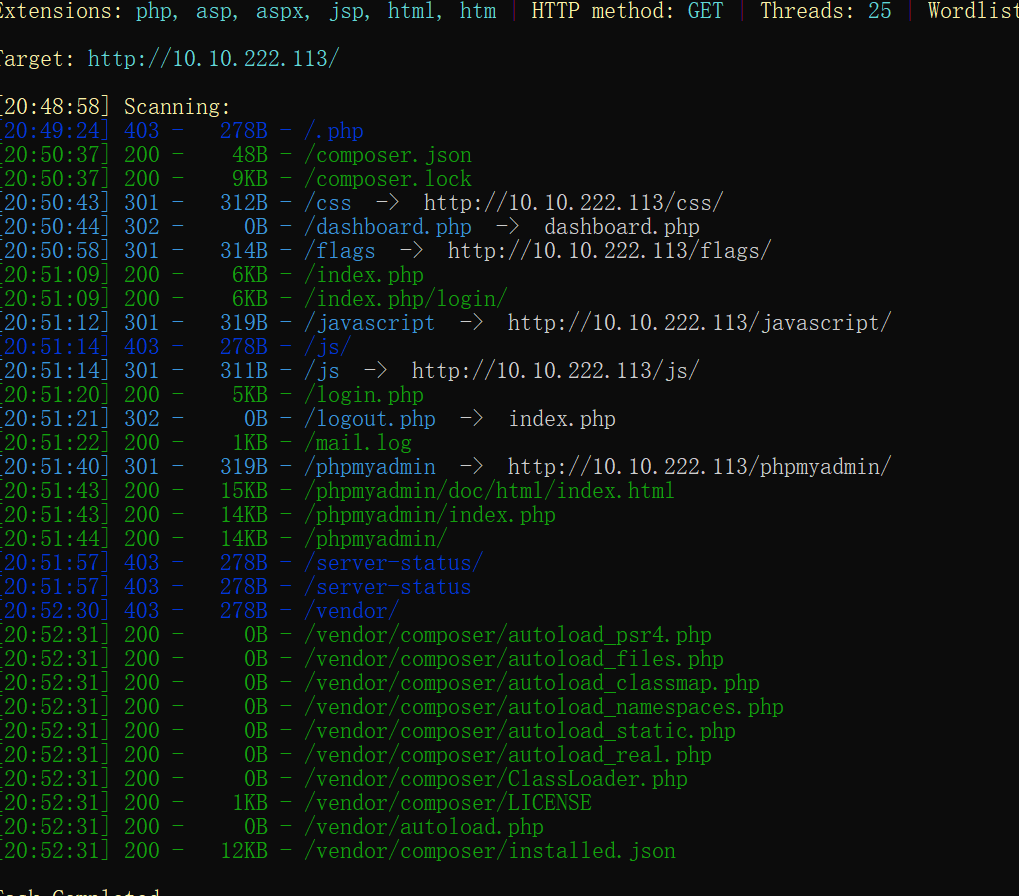 Extensions: php, asp, aspx, jsp, html, htm | HTTP method: GET | Threads: 25 | Wordlist
Target: http://10.10.222.113/
[20:48:58] Scanning:
[20:49:24] 403 -   278B - /.php
[20:50:37] 200 -    48B - /composer.json
[20:50:37] 200 -    9KB - /composer.lock
[20:50:43] 301 -   312B - /css  ->  http://10.10.222.113/css/
[20:50:44] 302 -     0B - /dashboard.php  ->  dashboard.php
[20:50:58] 301 -   314B - /flags  ->  http://10.10.222.113/flags/
[20:51:09] 200 -    6KB - /index.php
[20:51:09] 200 -    6KB - /index.php/login/
[20:51:12] 301 -   319B - /javascript  ->  http://10.10.222.113/javascript/
[20:51:14] 403 -   278B - /js/
[20:51:14] 301 -   311B - /js  ->  http://10.10.222.113/js/
[20:51:20] 200 -    5KB - /login.php
[20:51:21] 302 -     0B - /logout.php  ->  index.php
[20:51:22] 200 -    1KB - /mail.log
[20:51:40] 301 -   319B - /phpmyadmin  ->  http://10.10.222.113/phpmyadmin/
[20:51:43] 200 -   15KB - /phpmyadmin/doc/html/index.html
[20:51:43] 200 -   14KB - /phpmyadmin/index.php
[20:51:44] 200 -   14KB - /phpmyadmin/
[20:51:57] 403 -   278B - /server-status/
[20:51:57] 403 -   278B - /server-status
[20:52:30] 403 -   278B - /vendor/
[20:52:31] 200 -     0B - /vendor/composer/autoload_psr4.php
[20:52:31] 200 -     0B - /vendor/composer/autoload_files.php
[20:52:31] 200 -     0B - /vendor/composer/autoload_classmap.php
[20:52:31] 200 -     0B - /vendor/composer/autoload_namespaces.php
[20:52:31] 200 -     0B - /vendor/composer/autoload_static.php
[20:52:31] 200 -     0B - /vendor/composer/autoload_real.php
[20:52:31] 200 -     0B - /vendor/composer/ClassLoader.php
[20:52:31] 200 -    1KB - /vendor/composer/LICENSE
[20:52:31] 200 -     0B - /vendor/autoload.php
[20:52:31] 200 -   12KB - /vendor/composer/installed.json
Task Completed